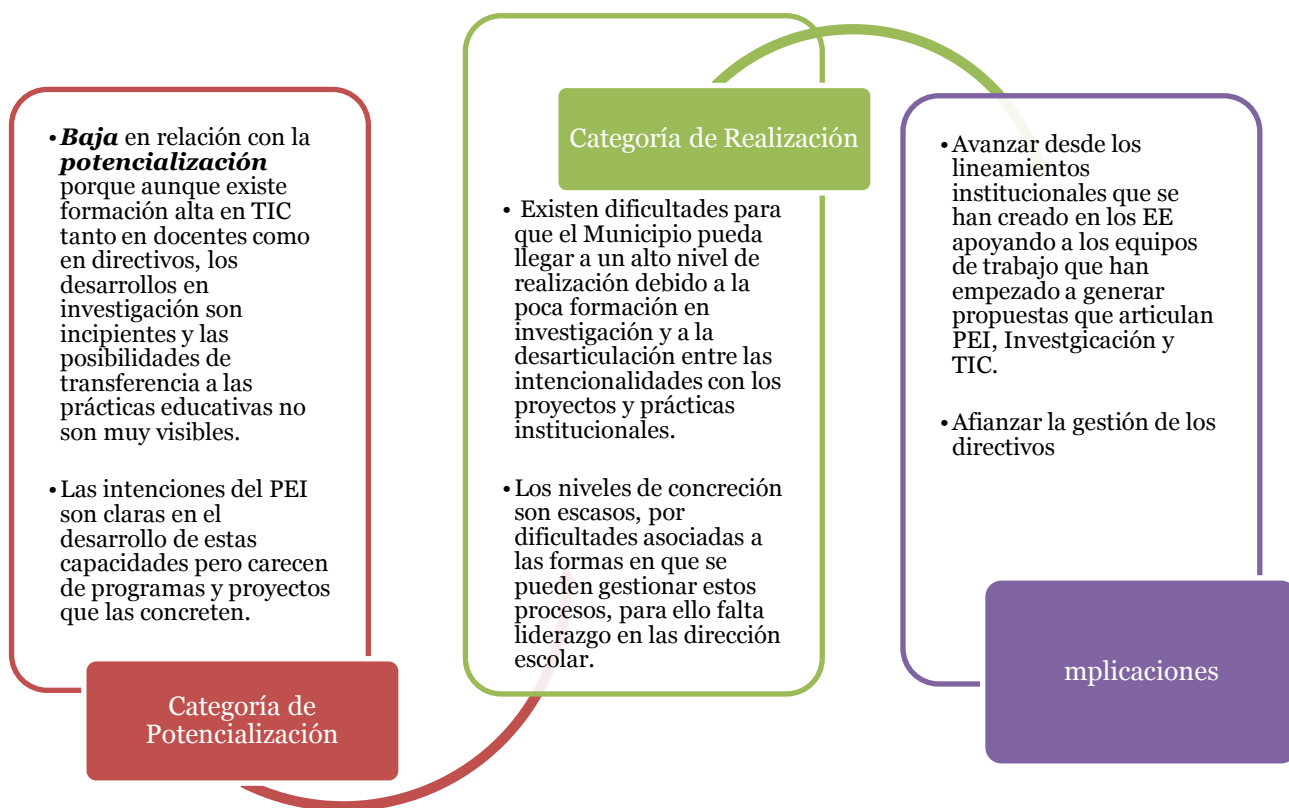 •Baja en relación con la
potencialización
porque aunque existe
formación alta en TIC
tanto en docentes como
en directivos, los
desarrollos en
investigación son
incipientes y las
posibilidades de
transferencia a las
prácticas educativas no
son muy visibles.
•Las intenciones del PEI
son claras en el
desarrollo de estas
capacidades pero carecen
de programas y proyectos
que las concreten.
Categoría de
Potencialización
Categoría de Realización
• Existen dificultades para
que el Municipio pueda
llegar a un alto nivel de
realización debido a la
poca formación en
investigación y a la
desarticulación entre las
intencionalidades con los
proyectos y prácticas
institucionales.
•Los niveles de concreción
son escasos, por
dificultades asociadas a
las formas en que se
pueden gestionar estos
procesos, para ello falta
liderazgo en las dirección
escolar.
•Avanzar desde los
lineamientos
institucionales que se
han creado en los EE
apoyando a los equipos
de trabajo que han
empezado a generar
propuestas que articulan
PEI, Investgicación y
TIC.
•Afianzar la gestión de los
directivos
mplicaciones